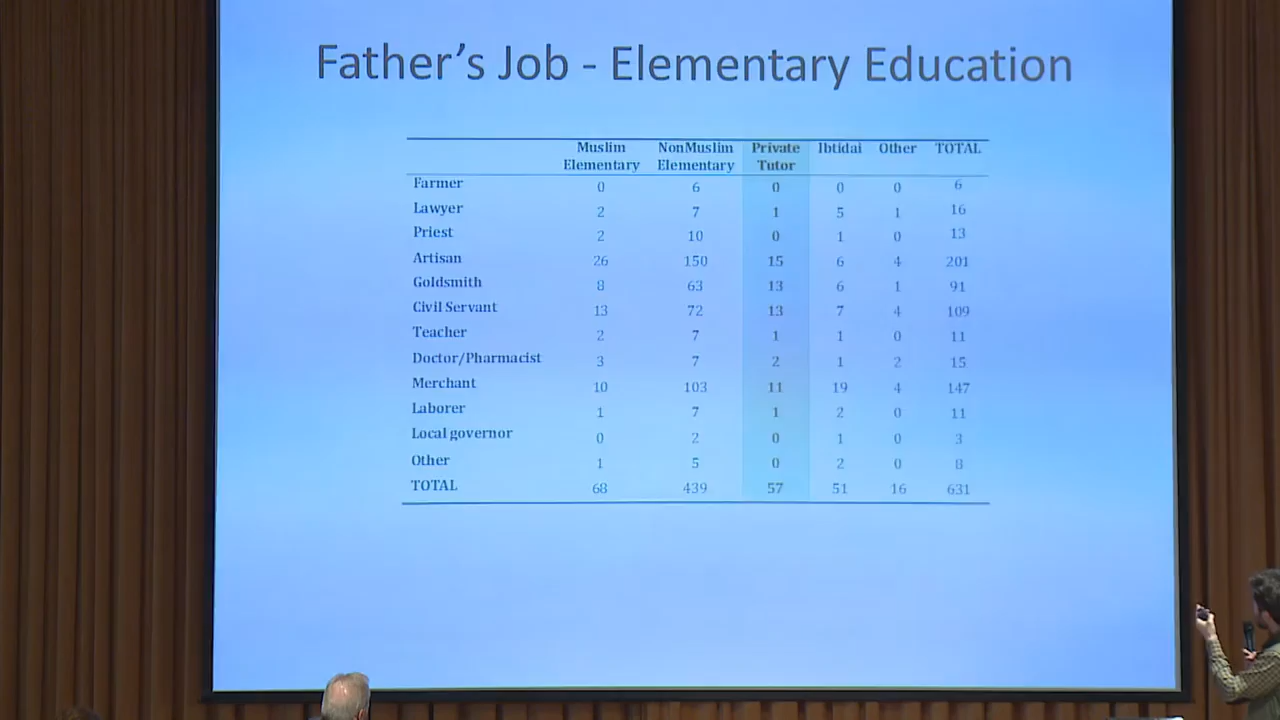 Father's Job - Elementary Education
Muslim Elementary NonMuslim Elementary Private Tutor Ibtidai Other TOTAL
Farmer 0 6 0 0 0 6
Lawyer 2 7 1 5 1 16
Priest 2 10 0 1 0 13
Artisan 26 150 15 6 4 201
Goldsmith 8 63 13 6 1 91
Civil Servant 13 72 13 7 4 109
Teacher 2 7 1 1 0 11
Doctor/Pharmacist 3 7 2 1 2 15
Merchant 10 103 11 19 4 147
Laborer 1 7 1 2 0 11
Local governor 0 2 0 1 0 3
Other 1 5 0 2 0 8
TOTAL 68 439 57 51 16 631